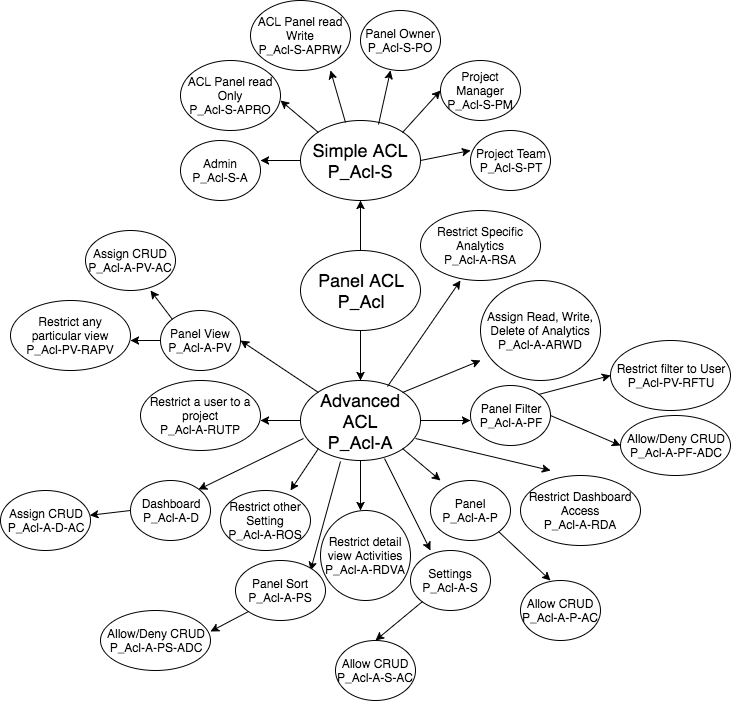 ACL Panel read
Write
P_Acl-S-APRW
Panel Owner
P_Acl-S-PO
ACL Panel read
Only
P_Acl-S-APRO
Project
Manager
P_Acl-S-PM
Simple ACL
P_Acl-S
Admin
P_Acl-S-A
Project Team
P_Acl-S-PT
Assign CRUD
P_Acl-A-PV-AC
Restrict Specific
Analytics
P_Acl-A-RSA
Panel ACL
P_Acl
Restrict any
particular view
P_Acl-PV-RAPV
Panel View
P_Acl-A-PV
Assign Read, Write,
Delete of Analytics
P_Acl-A-ARWD
Restrict filter to User
P_Acl-PV-RFTU
Restrict a user to a
project
P_Acl-A-RUTP
Advanced
ACL
P_Acl-A
Panel Filter
P_Acl-A-PF
Allow/Deny CRUD
P_Acl-A-PF-ADC
Assign CRUD
P_Acl-A-D-AC
Dashboard
P_Acl-A-D
Restrict other
Setting
P_Acl-A-ROS
Panel
P_Acl-A-P
Restrict Dashboard
Access
P_Acl-A-RDA
Restrict detail
view Activities
P_Acl-A-RDVA
Panel Sort
P_Acl-A-PS
Settings
P_Acl-A-S
Allow CRUD
P_Acl-A-P-AC
Allow/Deny CRUD
P_Acl-A-PS-ADC
Allow CRUD
P_Acl-A-S-AC